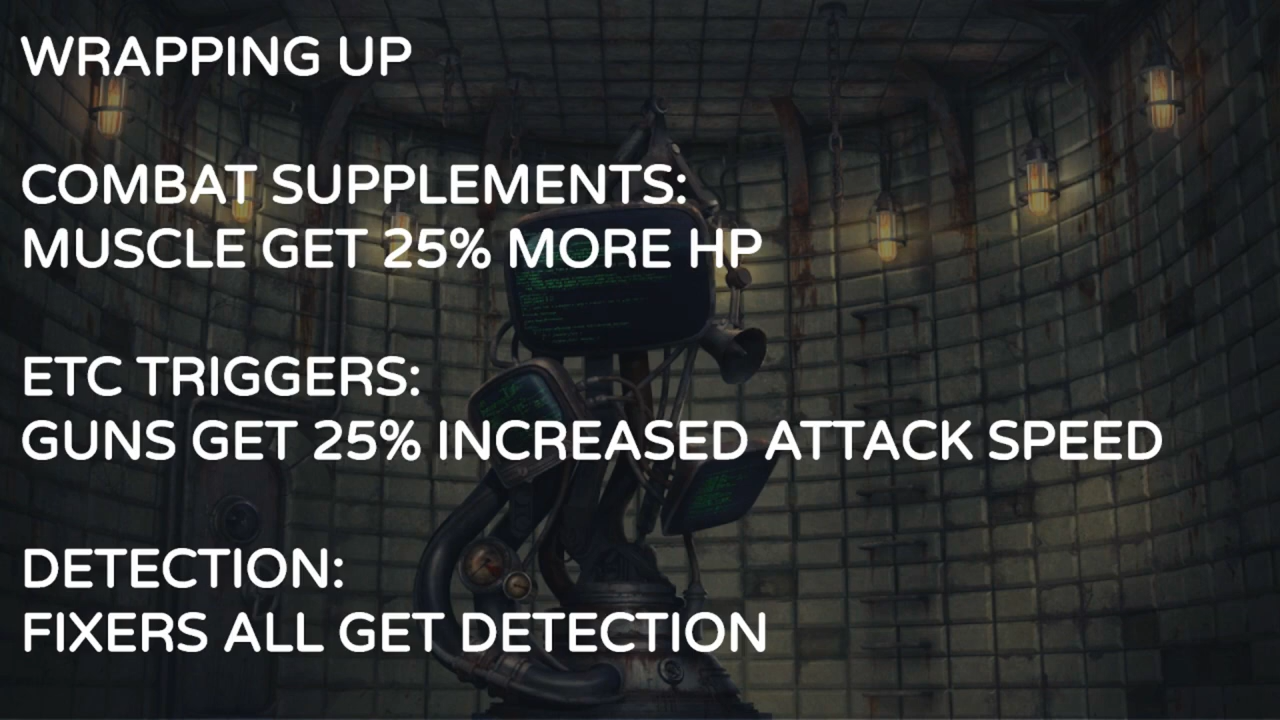 WRAPPING UP
COMBAT SUPPLEMENTS:
MUSCLE GET 25% MORE HP
ETC TRIGGERS:
GUNS GET 25% INCREASED ATTACK SPEED
DETECTION:
FIXERS ALL GET DETECTION